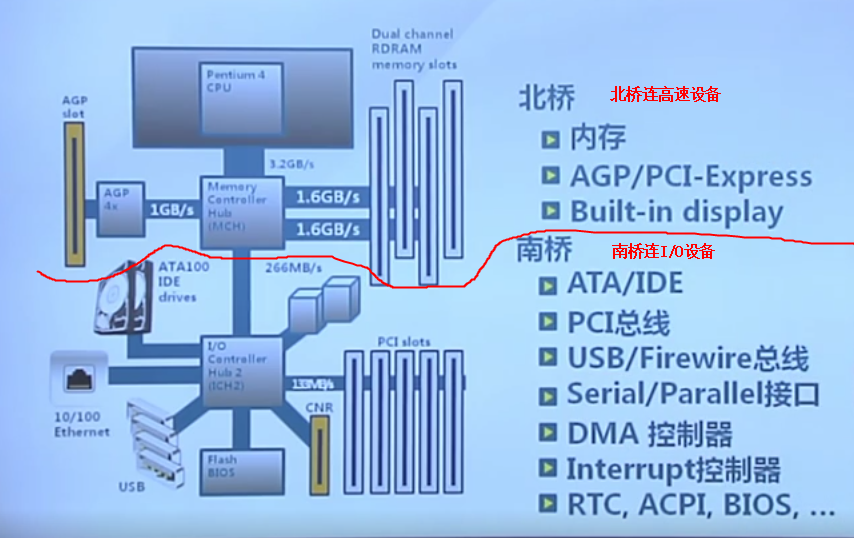 Dual channel
RDRAM
memory slots
Pentium 4
CPU
AGP
slot
3.2GB/s
AGP
4x
1GB/s
Memory
Controller
Hub
(MCH)
1.6GB/s
1.6GB/s
266MB/s
ATA100
IDE
drives
I/O
Controller
Hub 2
(ICH2)
PCI slots
133MB/s
10/100
Ethernet
USB
CNR
Flash
BIOS
北桥
北桥连高速设备
内存
AGP/PCI-Express
Built-in display
南桥
南桥连I/O设备
ATA/IDE
PCI总线
USB/Firewire总线
Serial/Parallel接口
DMA 控制器
Interrupt控制器
RTC, ACPI, BIOS, ...